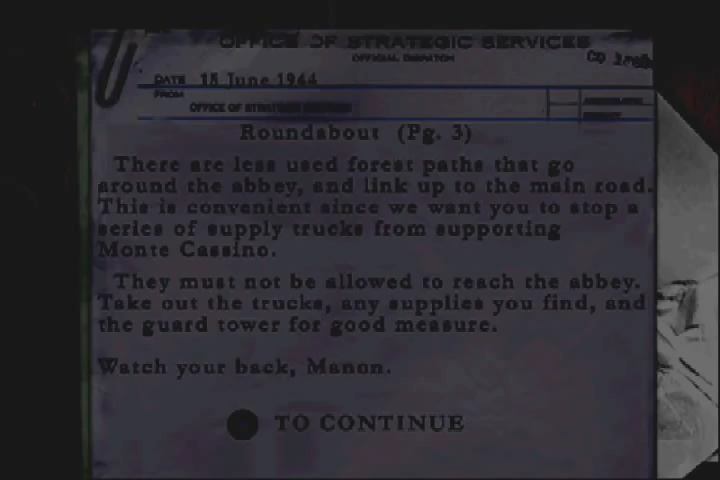 OFFICE OF STRATEGIC SERVICES
OFFICIAL DISPATCH
DATE 18 June 1944
FROM
OFFICE OF STRATEGIC SERVICES
Roundabout (Pg. 3)
There are less used forest paths that go
around the abbey, and link up to the main road.
This is convenient since we want you to stop a
series of supply trucks from supporting
Monte Cassino.
They must not be allowed to reach the abbey.
Take out the trucks, any supplies you find, and
the guard tower for good measure.
Watch your back, Manon.
TO CONTINUE